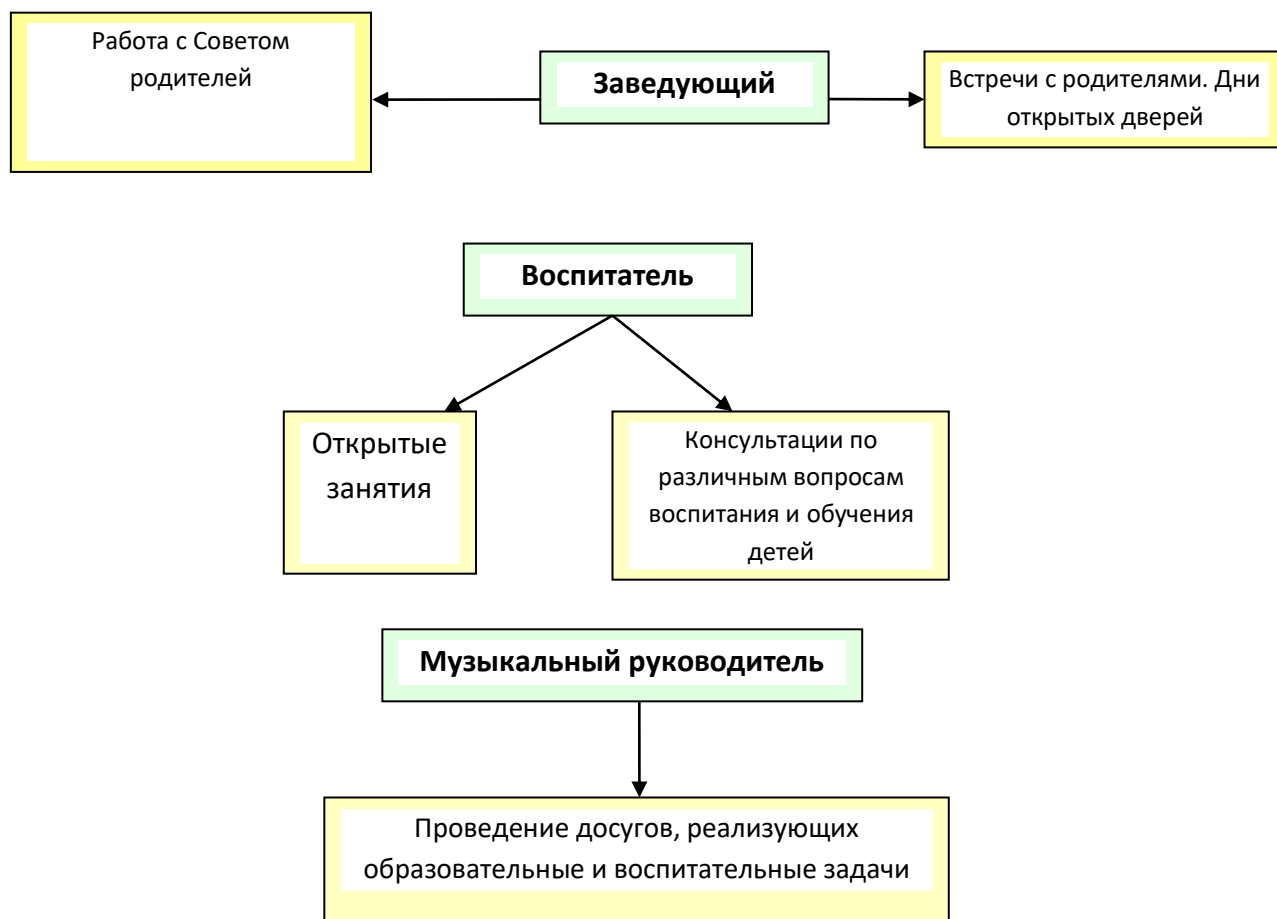 Работа с Советом
родителей
Заведующий
Встречи с родителями. Дни
открытых дверей
Воспитатель
Открытые
занятия
Консультации по
различным вопросам
воспитания и обучения
детей
Музыкальный руководитель
Проведение досугов, реализующих
образовательные и воспитательные задачи